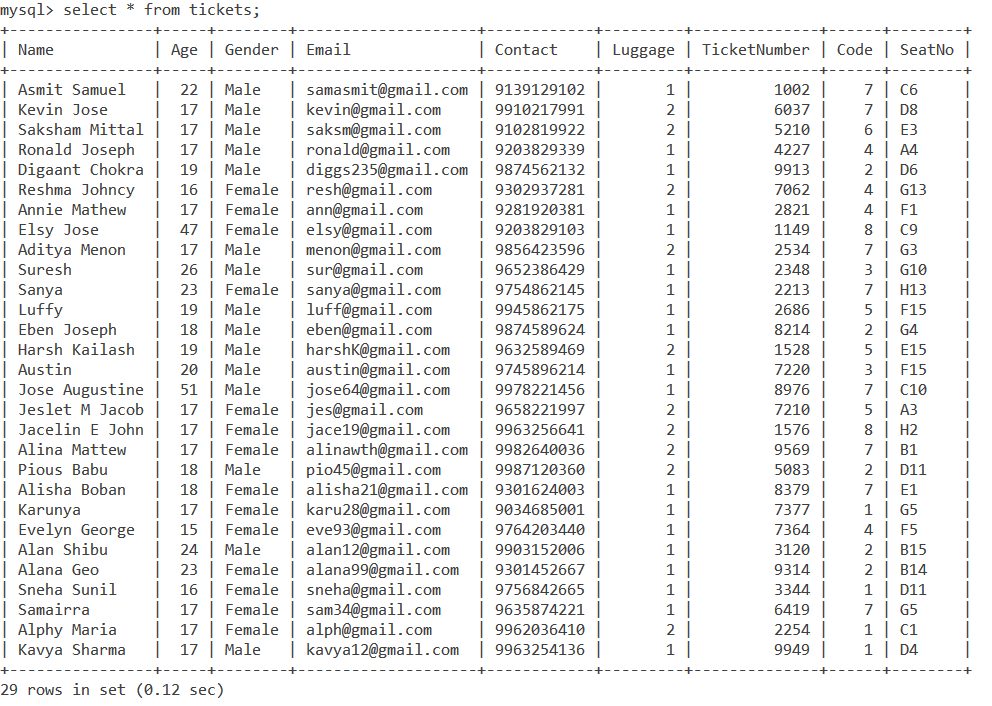 mysql> select * from tickets;
+---------------+-----+--------+-------------------+------------+---------+--------------+------+--------+
| Name          | Age | Gender | Email             | Contact    | Luggage | TicketNumber | Code | SeatNo |
+---------------+-----+--------+-------------------+------------+---------+--------------+------+--------+
| Asmit Samuel  |  22 | Male   | samasmit@gmail.com | 9139129102 |       1 |         1002 |    7 | C6     |
| Kevin Jose    |  17 | Male   | kevin@gmail.com   | 9910217991 |       2 |         6037 |    7 | D8     |
| Saksham Mittal |  17 | Male   | saksm@gmail.com   | 9102819922 |       2 |         5210 |    6 | E3     |
| Ronald Joseph |  17 | Male   | ronald@gmail.com  | 9203829339 |       1 |         4227 |    4 | A4     |
| Digaant Chokra |  19 | Male   | diggs235@gmail.com | 9874562132 |       1 |         9913 |    2 | D6     |
| Reshma Johncy |  16 | Female | resh@gmail.com    | 9302937281 |       2 |         7062 |    4 | G13    |
| Annie Mathew  |  17 | Female | ann@gmail.com     | 9281920381 |       1 |         2821 |    4 | F1     |
| Elsy Jose     |  47 | Female | elsy@gmail.com    | 9203829103 |       1 |         1149 |    8 | C9     |
| Aditya Menon  |  17 | Male   | menon@gmail.com   | 9856423596 |       2 |         2534 |    7 | G3     |
| Suresh        |  26 | Male   | sur@gmail.com     | 9652386429 |       1 |         2348 |    3 | G10    |
| Sanya         |  23 | Female | sanya@gmail.com   | 9754862145 |       1 |         2213 |    7 | H13    |
| Luffy         |  19 | Male   | luff@gmail.com    | 9945862175 |       1 |         2686 |    5 | F15    |
| Eben Joseph   |  18 | Male   | eben@gmail.com    | 9874589624 |       1 |         8214 |    2 | G4     |
| Harsh Kailash |  19 | Male   | harshK@gmail.com  | 9632589469 |       2 |         1528 |    5 | E15    |
| Austin        |  20 | Male   | austin@gmail.com  | 9745896214 |       1 |         7220 |    3 | F15    |
| Jose Augustine |  51 | Male   | jose64@gmail.com  | 9978221456 |       1 |         8976 |    7 | C10    |
| Jeslet M Jacob |  17 | Female | jes@gmail.com     | 9658221997 |       2 |         7210 |    5 | A3     |
| Jacelin E John |  17 | Female | jace19@gmail.com  | 9963256641 |       2 |         1576 |    8 | H2     |
| Alina Mattew  |  17 | Female | alinawth@gmail.com | 9982640036 |       2 |         9569 |    7 | B1     |
| Pious Babu    |  18 | Male   | pio45@gmail.com   | 9987120360 |       2 |         5083 |    2 | D11    |
| Alisha Boban  |  18 | Female | alisha21@gmail.com | 9301624003 |       1 |         8379 |    7 | E1     |
| Karunya       |  17 | Female | karu28@gmail.com  | 9034685001 |       1 |         7377 |    1 | G5     |
| Evelyn George |  15 | Female | eve93@gmail.com   | 9764203440 |       1 |         7364 |    4 | F5     |
| Alan Shibu    |  24 | Male   | alan12@gmail.com  | 9903152006 |       1 |         3120 |    2 | B15    |
| Alana Geo     |  23 | Female | alana99@gmail.com | 9301452667 |       1 |         9314 |    2 | B14    |
| Sneha Sunil   |  16 | Female | sneha@gmail.com   | 9756842665 |       1 |         3344 |    1 | D11    |
| Samairra      |  17 | Female | sam34@gmail.com   | 9635874221 |       1 |         6419 |    7 | G5     |
| Alphy Maria   |  17 | Female | alph@gmail.com    | 9962036410 |       2 |         2254 |    1 | C1     |
| Kavya Sharma  |  17 | Male   | kavya12@gmail.com | 9963254136 |       1 |         9949 |    1 | D4     |
+---------------+-----+--------+-------------------+------------+---------+--------------+------+--------+
29 rows in set (0.12 sec)